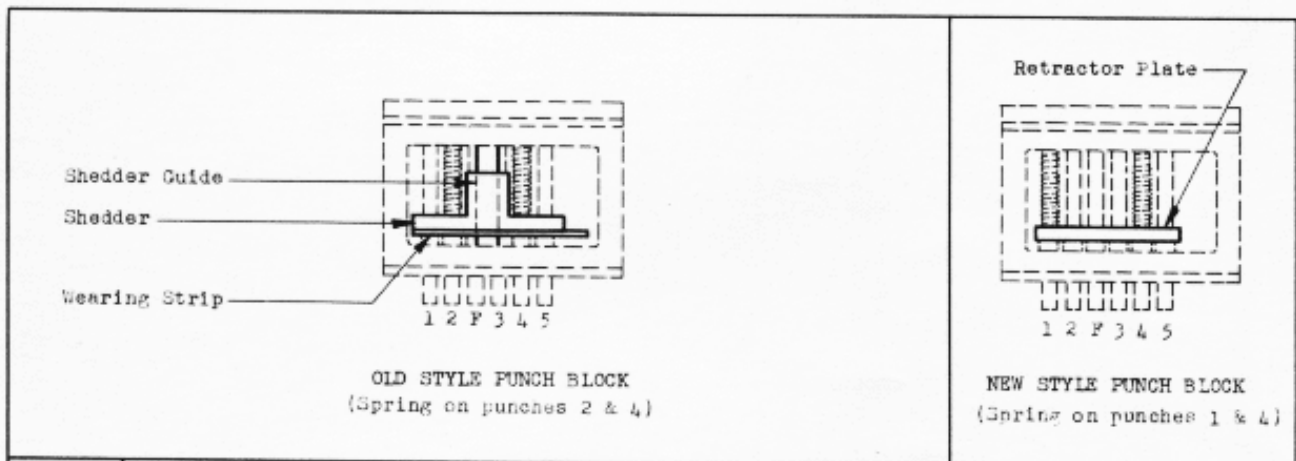 Shedder Guide
Shedder
Wearing Strip
1 2 F 3 4 5
OLD STYLE PUNCH BLOCK
(Spring on punches 2 & 4)
Retractor Plate
1 2 F 3 4 5
NEW STYLE PUNCH BLOCK
(Spring on punches 1 & 4)